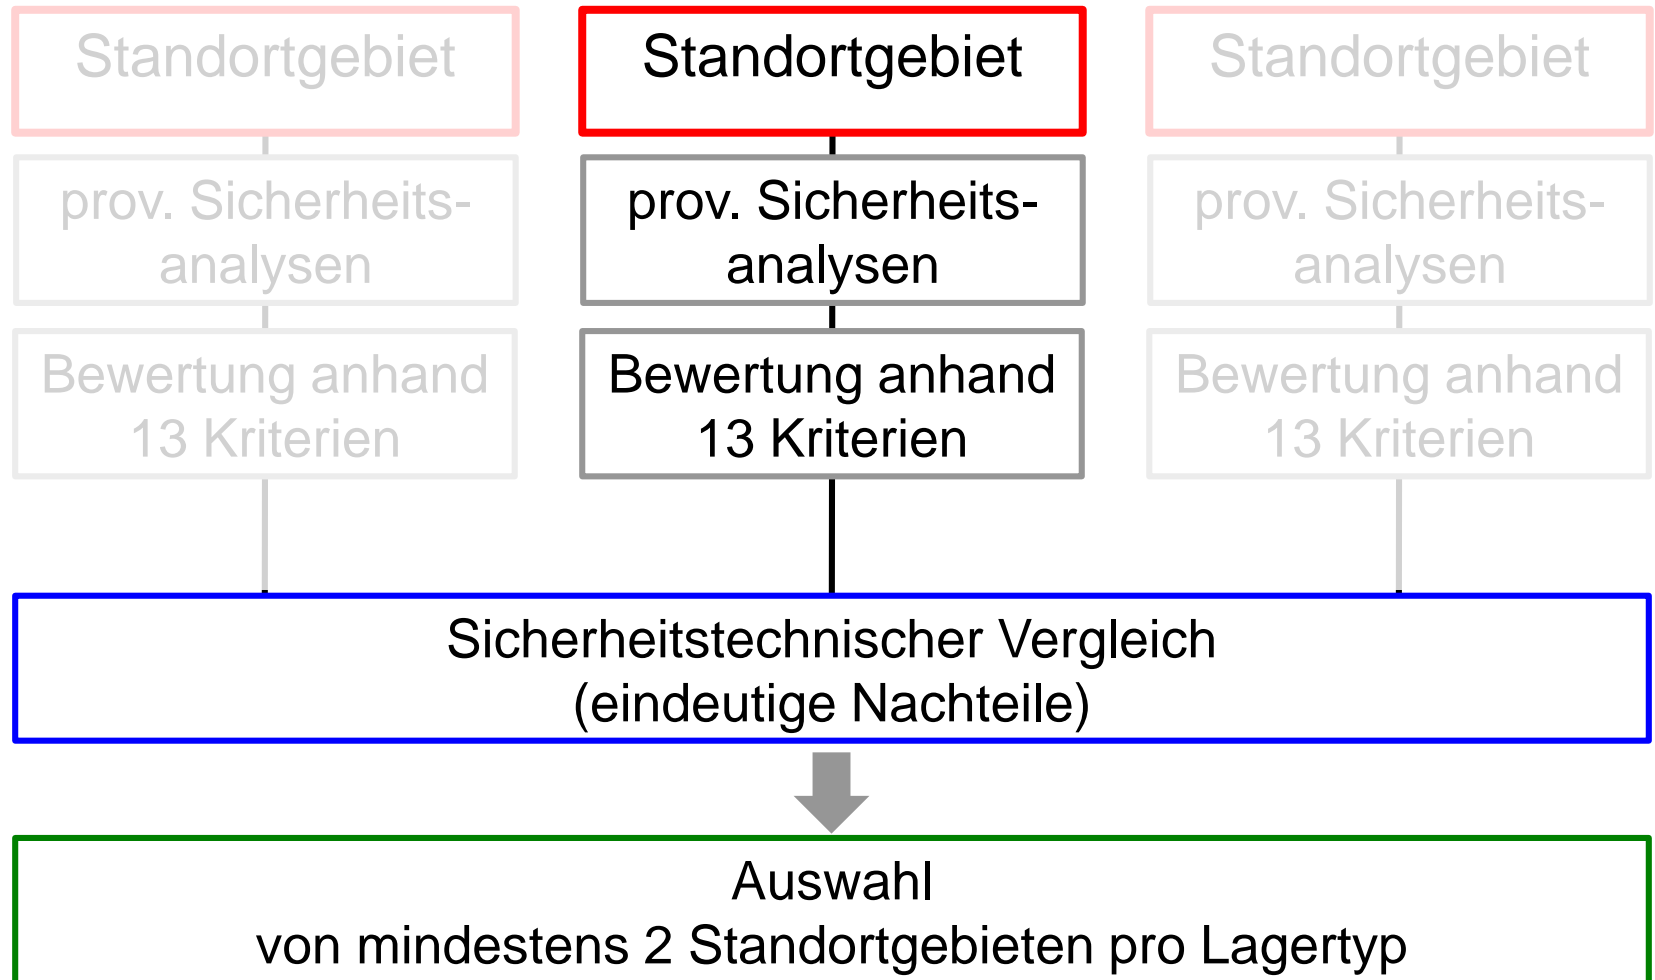 Standortgebiet
prov. Sicherheits-
analysen
Bewertung anhand
13 Kriterien
Standortgebiet
prov. Sicherheits-
analysen
Bewertung anhand
13 Kriterien
Standortgebiet
prov. Sicherheits-
analysen
Bewertung anhand
13 Kriterien
Sicherheitstechnischer Vergleich
(eindeutige Nachteile)
Auswahl
von mindestens 2 Standortgebieten pro Lagertyp